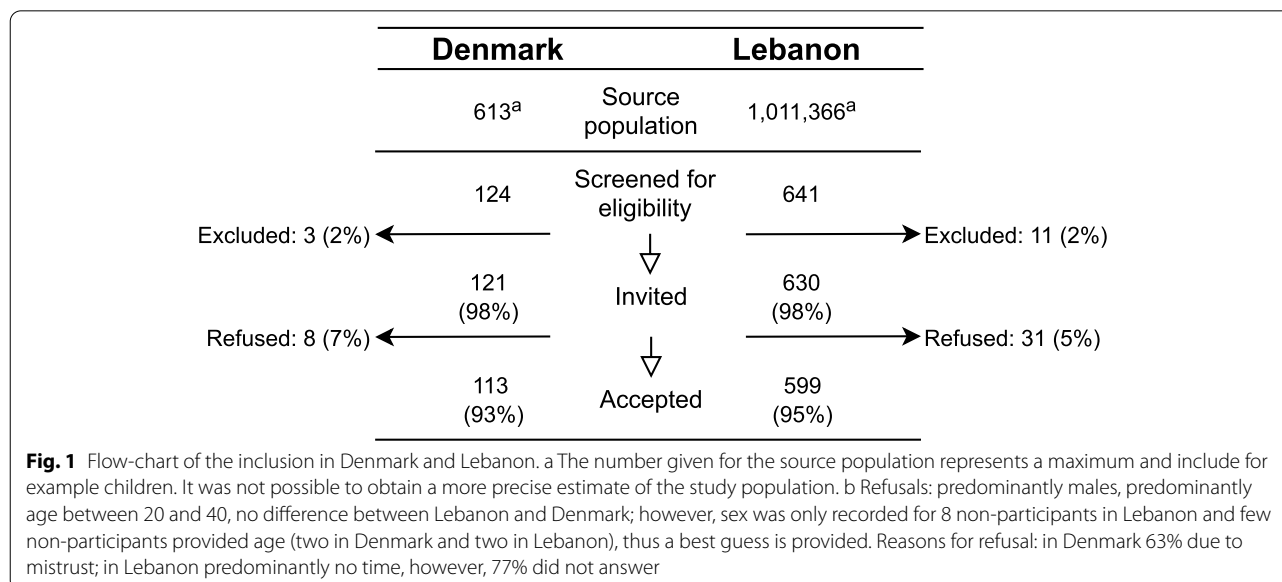 Denmark Lebanon
613a Source population 1,011,366a
124 Screened for eligibility 641
Excluded: 3 (2%) Excluded: 11 (2%)
121 (98%) Invited 630 (98%)
Refused: 8 (7%) Refused: 31 (5%)
113 (93%) Accepted 599 (95%)
Fig. 1 Flow-chart of the inclusion in Denmark and Lebanon. a The number given for the source population represents a maximum and include for
example children. It was not possible to obtain a more precise estimate of the study population. b Refusals: predominantly males, predominantly
age between 20 and 40, no difference between Lebanon and Denmark; however, sex was only recorded for 8 non-participants in Lebanon and few
non-participants provided age (two in Denmark and two in Lebanon), thus a best guess is provided. Reasons for refusal: in Denmark 63% due to
mistrust; in Lebanon predominantly no time, however, 77% did not answer